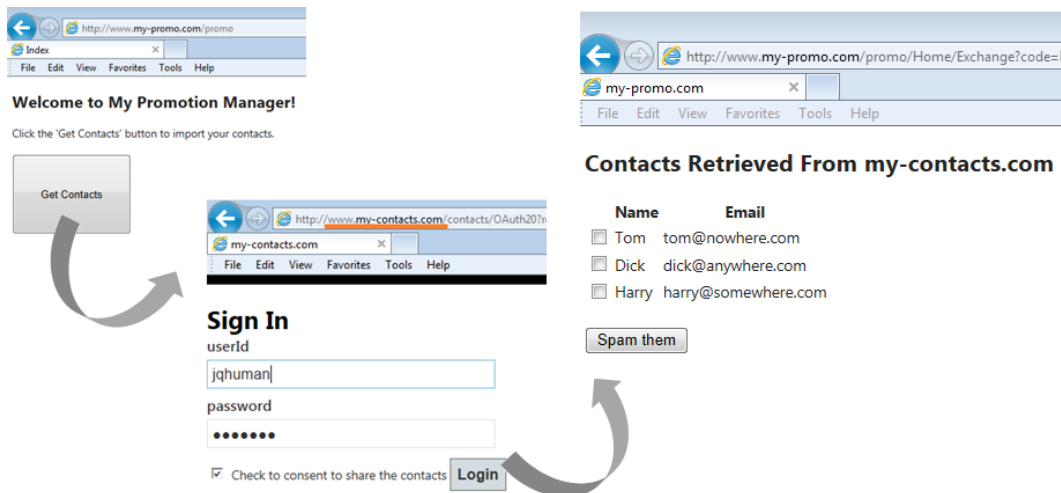 http://www.my-promo.com/promo
Index
File Edit View Favorites Tools Help
Welcome to My Promotion Manager!
Click the 'Get Contacts' button to import your contacts.
Get Contacts
http://www.my-contacts.com/contacts/OAuth20?r
my-contacts.com
File Edit View Favorites Tools Help
Sign In
userId
jqhuman
password
•••••••
Check to consent to share the contacts Login
http://www.my-promo.com/promo/Home/Exchange?code=
my-promo.com
File Edit View Favorites Tools Help
Contacts Retrieved From my-contacts.com
Name Email
Tom tom@nowhere.com
Dick dick@anywhere.com
Harry harry@somewhere.com
Spam them